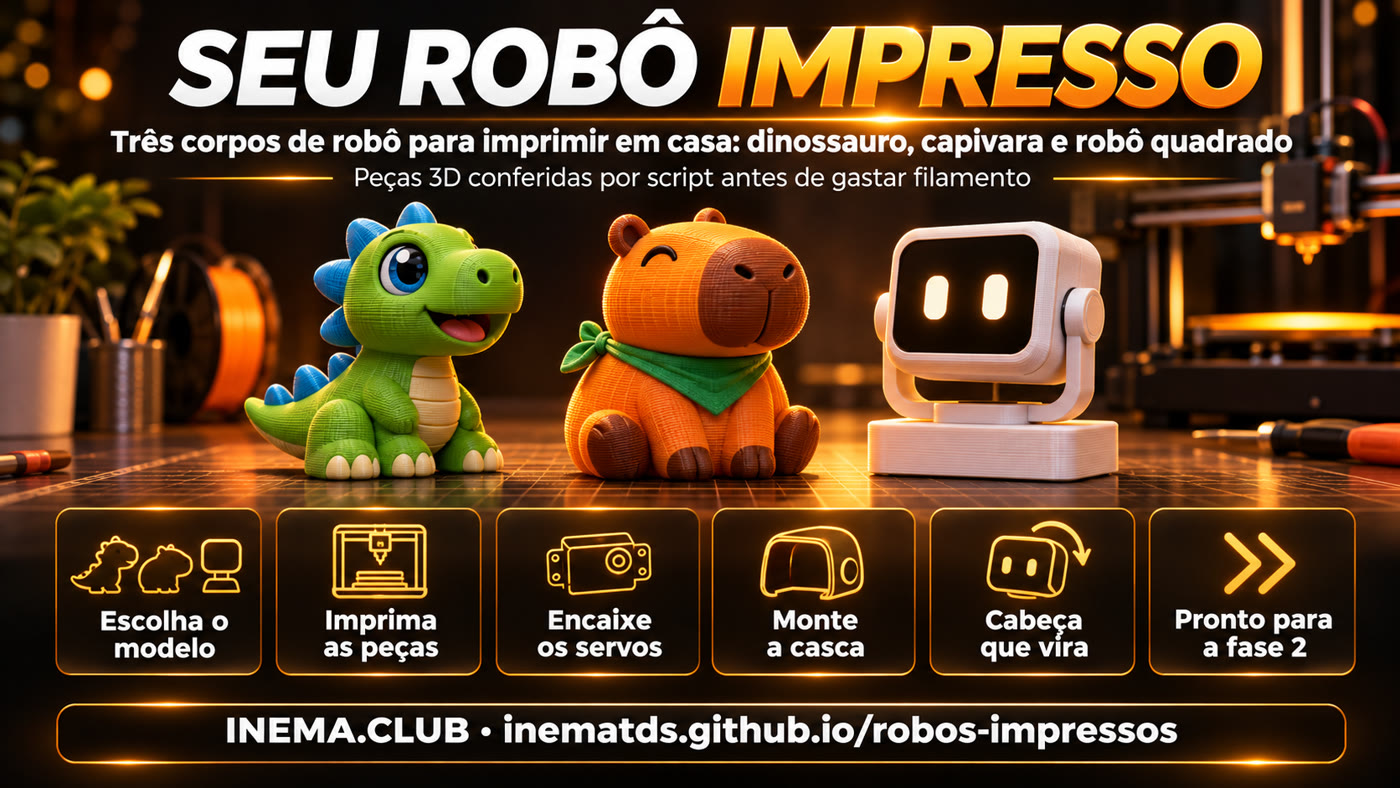 SEU ROBÔ IMPRESSO
Três corpos de robô para imprimir em casa: dinossauro, capivara e robô quadrado
Peças 3D conferidas por script antes de gastar filamento
Escolha o
modelo
Imprima
as peças
Encaixe
os servos
Monte
a casca
Cabeça
que vira
Pronto para
a fase 2
INEMA.CLUB • inematds.github.io/robos-impressos